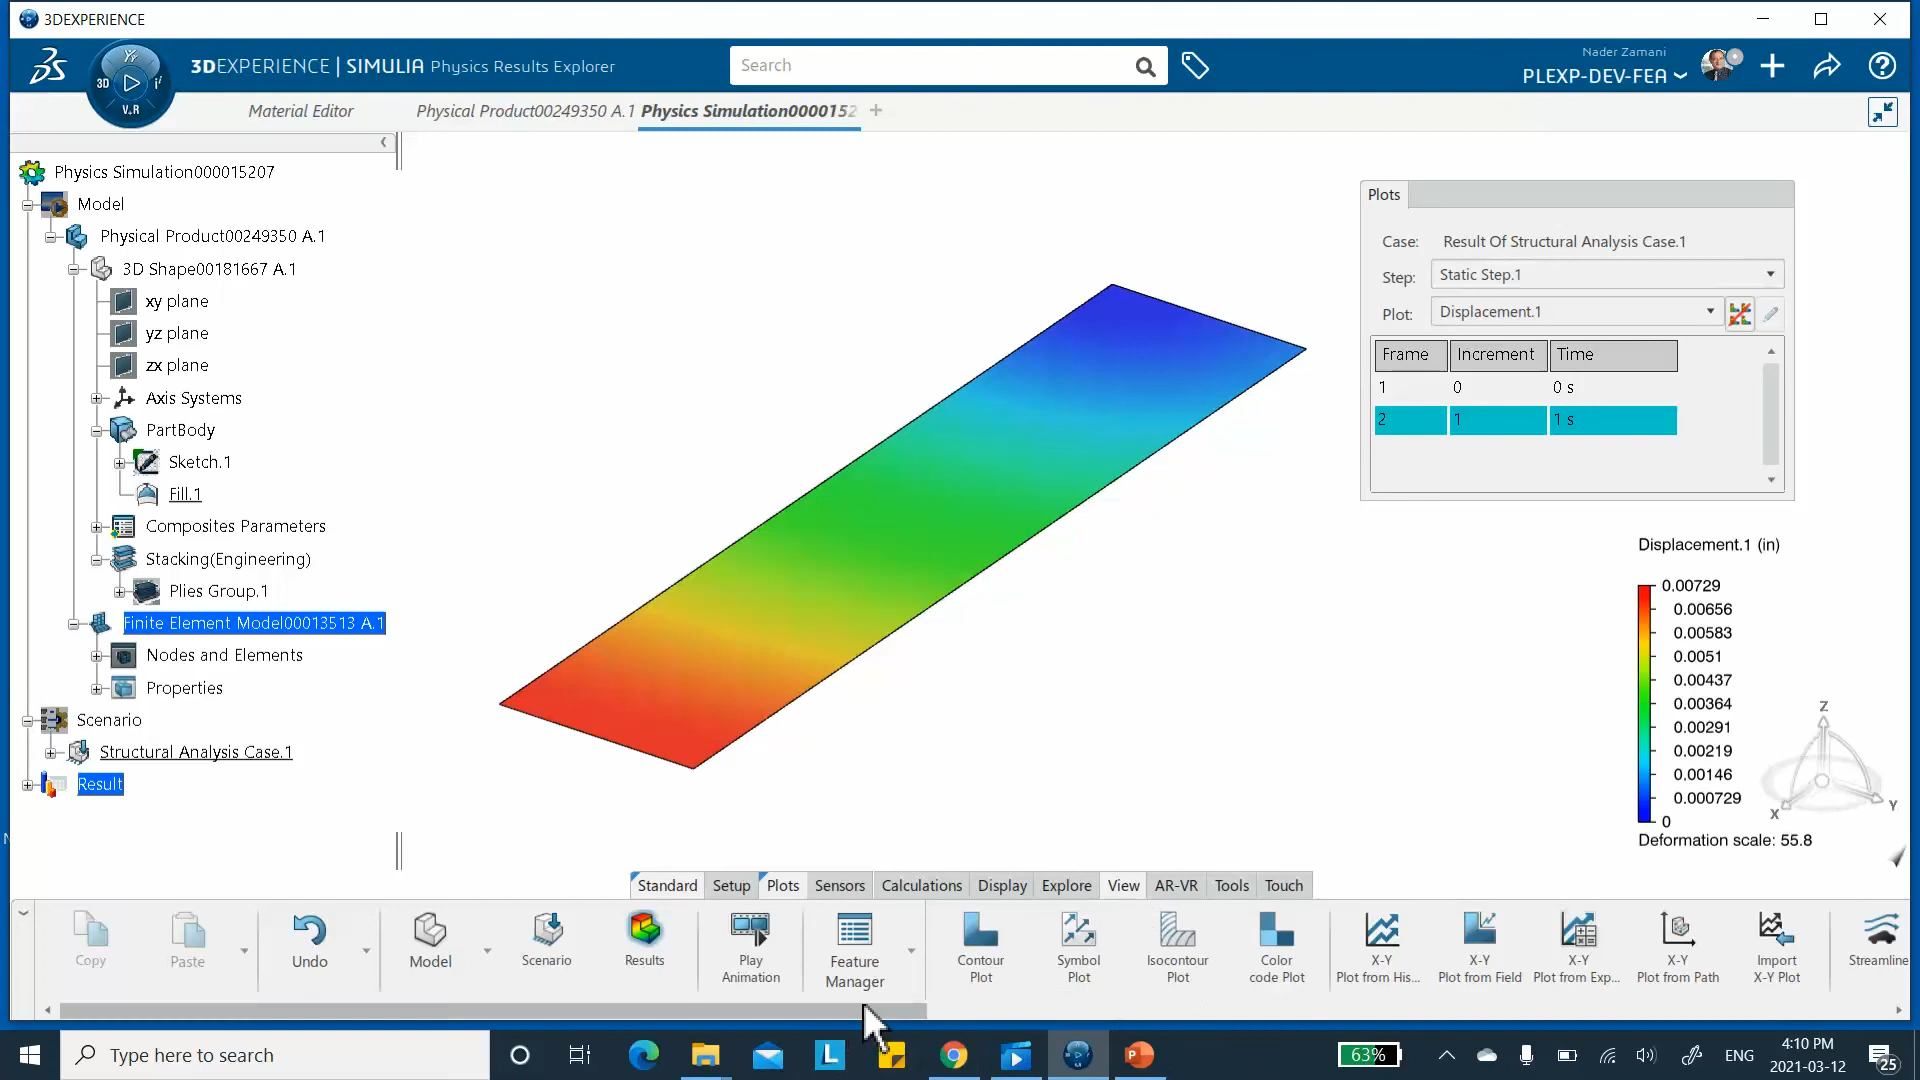 3DEXPERIENCE
3DEXPERIENCE | SIMULIA Physics Results Explorer
Search
Nader Zamani
PLEXP-DEV-FEA
3D
V.R
Material Editor
Physical Product00249350 A.1
Physics Simulation0000152
Physics Simulation000015207
Model
Physical Product00249350 A.1
3D Shape00181667 A.1
xy plane
yz plane
zx plane
Axis Systems
PartBody
Sketch.1
Fill.1
Composites Parameters
Stacking(Engineering)
Plies Group.1
Finite Element Model00013513 A.1
Nodes and Elements
Properties
Scenario
Structural Analysis Case.1
Result
Plots
Case: Result Of Structural Analysis Case.1
Step: Static Step.1
Plot: Displacement.1
Frame Increment Time
1 0 0 s
2 1 1 s
Displacement.1 (in)
0.00729
0.00656
0.00583
0.0051
0.00437
0.00364
0.00291
0.00219
0.00146
0.000729
0
Deformation scale: 55.8
Z
X
Y
Standard Setup Plots Sensors Calculations Display Explore View AR-VR Tools Touch
Copy
Paste
Undo
Model
Scenario
Results
Play Animation
Feature Manager
Contour Plot
Symbol Plot
Isocontour Plot
Color code Plot
X-Y Plot from His...
X-Y Plot from Field
X-Y Plot from Exp...
X-Y Plot from Path
Import X-Y Plot
Streamline
Type here to search
L
P
63%
ENG
4:10 PM
2021-03-12
25